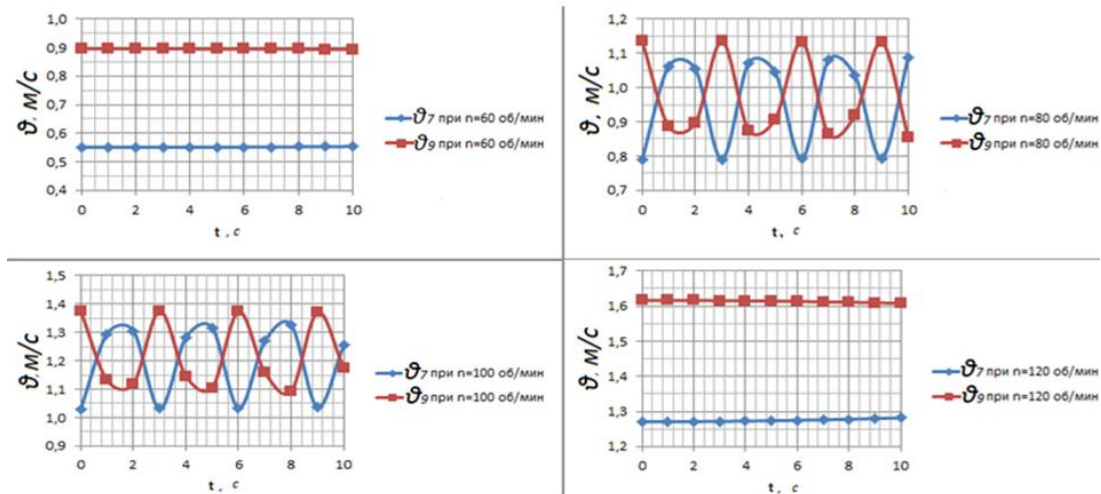 1,0
0,9
0,8
0,7
0,6
0,5
0,4
ϑ. м/с
0 2 4 6 8 10
t , с
ϑ7 при n=60 об/мин
ϑ9 при n=60 об/мин
1,2
1,1
1,0
0,9
0,8
0,7
ϑ, м/с
0 2 4 6 8 10
t, с
ϑ7 при n=80 об/мин
ϑ9 при n=80 об/мин
1,5
1,4
1,3
1,2
1,1
1,0
0,9
ϑ. м/с
0 2 4 6 8 10
t , с
ϑ7 при n=100 об/мин
ϑ9 при n=100 об/мин
1,7
1,6
1,5
1,4
1,3
1,2
ϑ. м/с
0 2 4 6 8 10
t , с
ϑ7 при n=120 об/мин
ϑ9 при n=120 об/мин